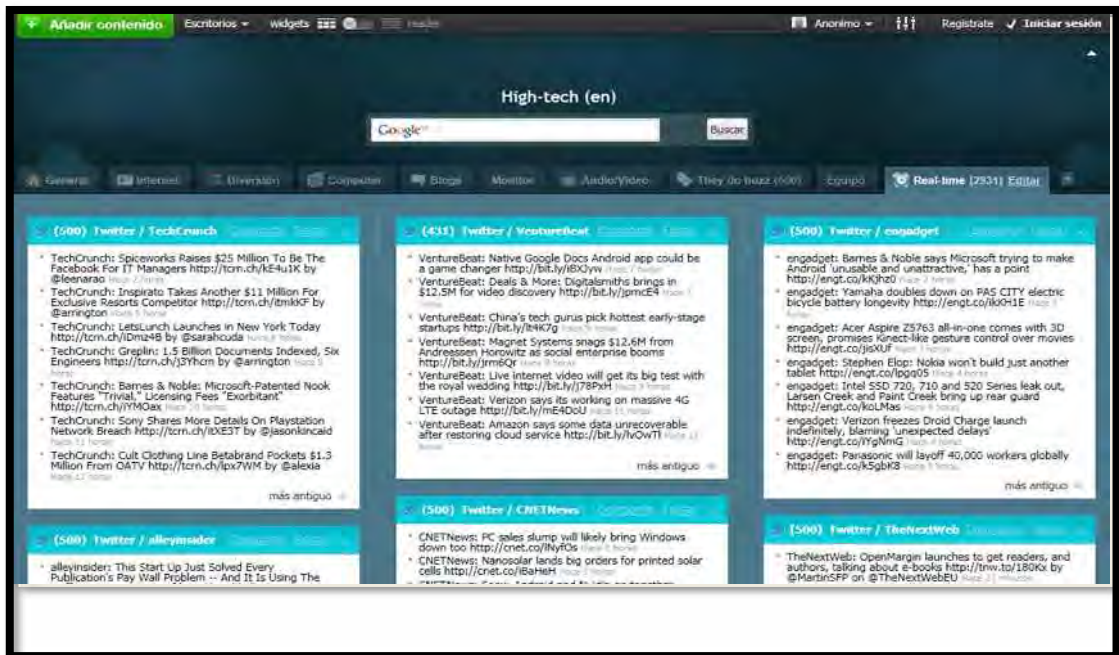 Añadir contenido Escritorios widgets reader Anonimo Registrate Iniciar sesión
High-tech (en)
Google Buscar
General Internet Diversión Computer Blogs Monitor Audio/Video They do buzz (600) Equipo Real-time (2931) Editar
(500) Twitter / TechCrunch
TechCrunch: Spiceworks Raises $25 Million To Be The
Facebook For IT Managers http://tcrn.ch/kE4u1K by
@leenarao
TechCrunch: Inspirato Takes Another $11 Million For
Exclusive Resorts Competitor http://tcrn.ch/itmkKF by
@arrington
TechCrunch: LetsLunch Launches in New York Today
http://tcrn.ch/iDmz4B by @sarahcuda
TechCrunch: Greplin: 1.5 Billion Documents Indexed, Six
Engineers http://tcrn.ch/j3Yhcm by @arrington
TechCrunch: Barnes & Noble: Microsoft-Patented Nook
Features "Trivial," Licensing Fees "Exorbitant"
http://tcrn.ch/iYMOax
TechCrunch: Sony Shares More Details On Playstation
Network Breach http://tcrn.ch/itXE3T by @jasonkincaid
TechCrunch: Cult Clothing Line Betabrand Pockets $1.3
Million From OATV http://tcrn.ch/lpx7WM by @alexia
más antiguo
(500) Twitter / alleyinsider
alleyinsider: This Start Up Just Solved Every
Publication's Pay Wall Problem -- And It Is Using The
(431) Twitter / VentureBeat
VentureBeat: Native Google Docs Android app could be
a game changer http://bit.ly/iBXJyw
VentureBeat: Deals & More: Digitalsmiths brings in
$12.5M for video discovery http://bit.ly/jpmcE4
VentureBeat: China's tech gurus pick hottest early-stage
startups http://bit.ly/lt4K7g
VentureBeat: Magnet Systems snags $12.6M from
Andreessen Horowitz as social enterprise booms
http://bit.ly/jrm6Qr
VentureBeat: Live internet video will get its big test with
the royal wedding http://bit.ly/j78PxH
VentureBeat: Verizon says its working on massive 4G
LTE outage http://bit.ly/mE4DoU
VentureBeat: Amazon says some data unrecoverable
after restoring cloud service http://bit.ly/lvOwTl
más antiguo
(500) Twitter / CNETNews
CNETNews: PC sales slump will likely bring Windows
down too http://cnet.co/lNyfOs
CNETNews: Nanosolar lands big orders for printed solar
cells http://cnet.co/iBaHeH
(500) Twitter / engadget
engadget: Barnes & Noble says Microsoft trying to make
Android 'unusable and unattractive,' has a point
http://engt.co/kKjhz0
engadget: Yamaha doubles down on PAS CITY electric
bicycle battery longevity http://engt.co/ikKH1E
engadget: Acer Aspire Z5763 all-in-one comes with 3D
screen, promises Kinect-like gesture control over movies
http://engt.co/jisXUf
engadget: Stephen Elop: Nokia won't build just another
tablet http://engt.co/lpgq05
engadget: Intel SSD 720, 710 and 520 Series leak out,
Larsen Creek and Paint Creek bring up rear guard
http://engt.co/koLMas
engadget: Verizon freezes Droid Charge launch
indefinitely, blaming 'unexpected delays'
http://engt.co/iYgNmG
engadget: Panasonic will layoff 40,000 workers globally
http://engt.co/k5gbK8
más antiguo
(500) Twitter / TheNextWeb
TheNextWeb: OpenMargin launches to get readers, and
authors, talking about e-books http://tnw.to/180Kx by
@MartinSFP on @TheNextWebEU